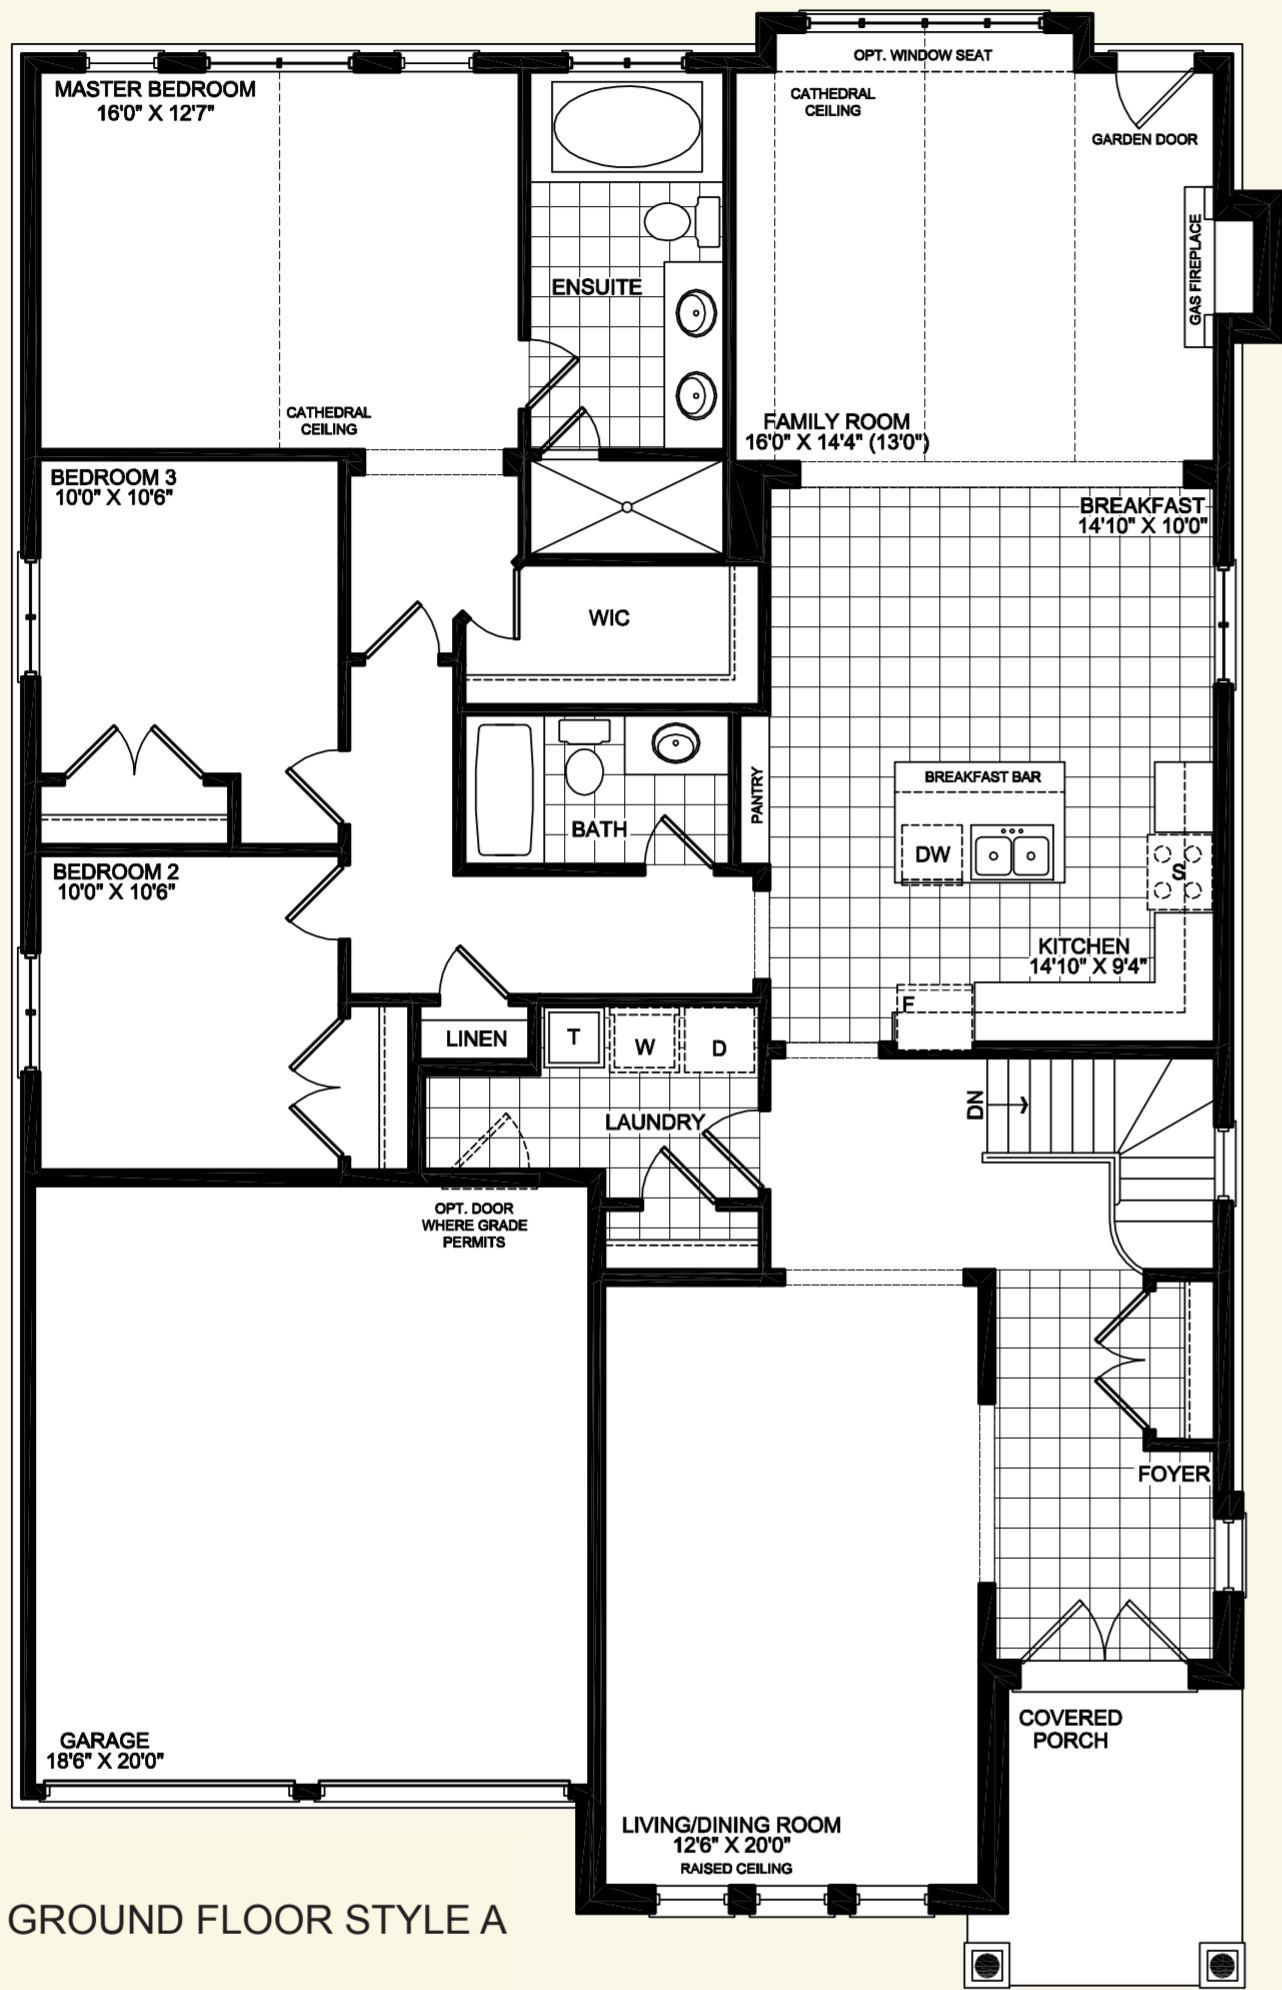 OPT. WINDOW SEAT
MASTER BEDROOM
16'0" X 12'7"
CATHEDRAL
CEILING
GARDEN DOOR
GAS FIREPLACE
ENSUITE
CATHEDRAL
CEILING
FAMILY ROOM
16'0" X 14'4" (13'0")
BEDROOM 3
10'0" X 10'6"
BREAKFAST
14'10" X 10'0"
WIC
PANTRY
BREAKFAST BAR
BATH
DW
S
BEDROOM 2
10'0" X 10'6"
KITCHEN
14'10" X 9'4"
F
LINEN
T
W
D
DN
LAUNDRY
OPT. DOOR
WHERE GRADE
PERMITS
FOYER
COVERED
PORCH
GARAGE
18'6" X 20'0"
LIVING/DINING ROOM
12'6" X 20'0"
RAISED CEILING
GROUND FLOOR STYLE A